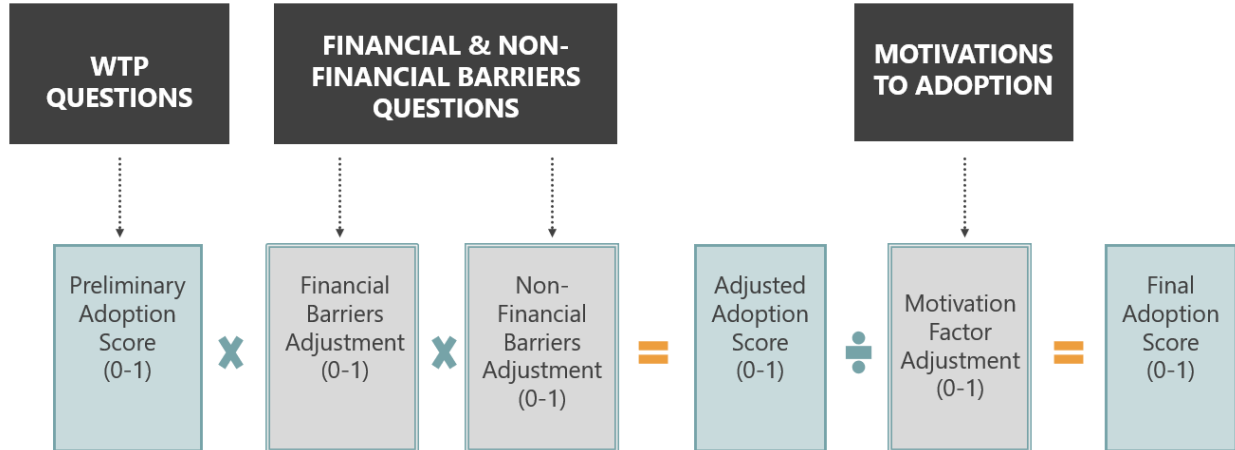 WTP
QUESTIONS
FINANCIAL & NON-
FINANCIAL BARRIERS
QUESTIONS
MOTIVATIONS
TO ADOPTION
Preliminary
Adoption
Score
(0-1)
×
Financial
Barriers
Adjustment
(0-1)
×
Non-
Financial
Barriers
Adjustment
(0-1)
=
Adjusted
Adoption
Score
(0-1)
÷
Motivation
Factor
Adjustment
(0-1)
=
Final
Adoption
Score
(0-1)